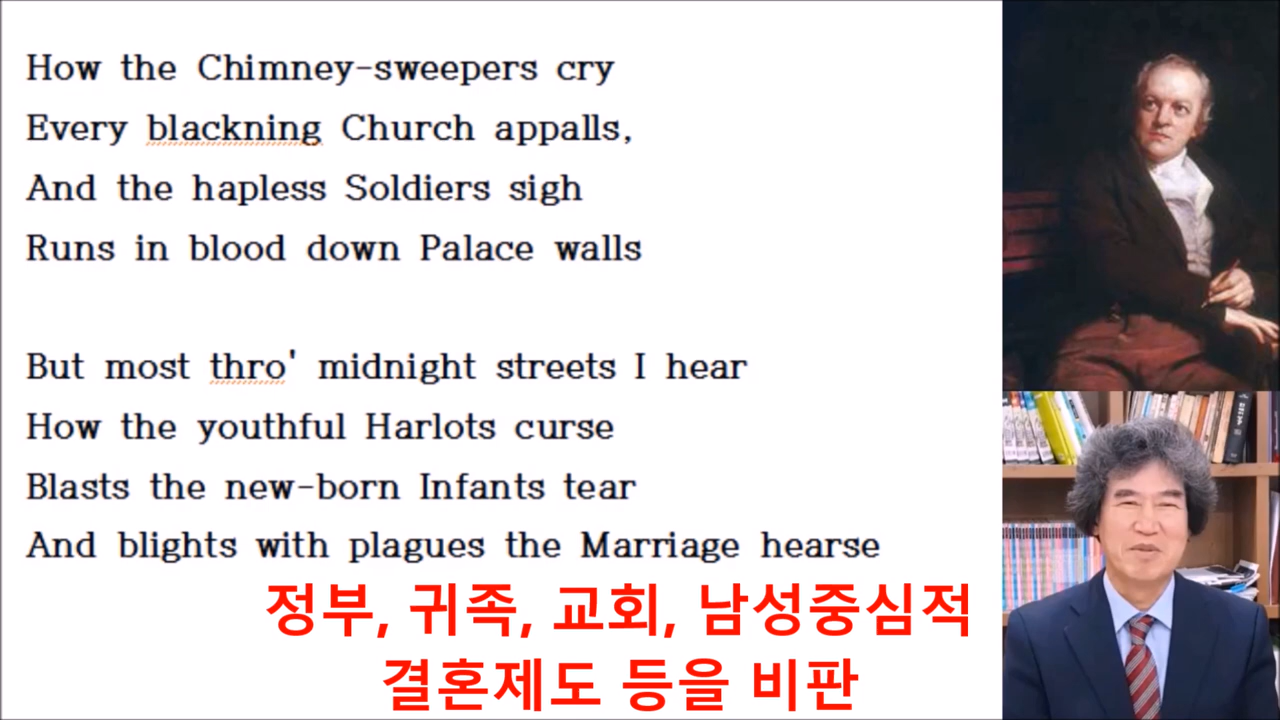 How the Chimney-sweepers cry
Every blackning Church appalls,
And the hapless Soldiers sigh
Runs in blood down Palace walls
But most thro' midnight streets I hear
How the youthful Harlots curse
Blasts the new-born Infants tear
And blights with plagues the Marriage hearse
정부, 귀족, 교회, 남성중심적
결혼제도 등을 비판